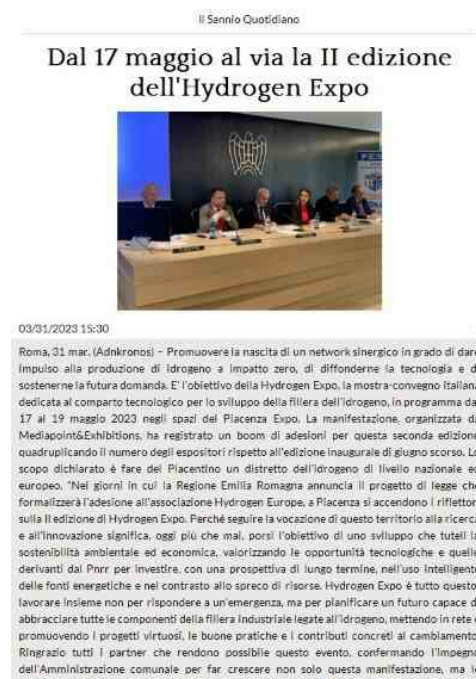 Il Sannio Quotidiano
Dal 17 maggio al via la II edizione
dell'Hydrogen Expo
03/31/2023 15:30
Roma, 31 mar. (Adnkronos) – Promuovere la nascita di un network sinergico in grado di dare
impulso alla produzione di idrogeno a impatto zero, di diffonderne la tecnologia e di
sostenerne la futura domanda. E' l'obiettivo della Hydrogen Expo, la mostra-convegno italiana
dedicata al comparto tecnologico per lo sviluppo della filiera dell'idrogeno, in programma dal
17 al 19 maggio 2023 negli spazi del Piacenza Expo. La manifestazione, organizzata da
Mediapoint&Exhibitions, ha registrato un boom di adesioni per questa seconda edizione
quadruplicando il numero degli espositori rispetto all'edizione inaugurale di giugno scorso. Lo
scopo dichiarato è fare del Piacentino un distretto dell'idrogeno di livello nazionale ed
europeo. "Nei giorni in cui la Regione Emilia Romagna annuncia il progetto di legge che
formalizzerà l'adesione all'associazione Hydrogen Europe, a Piacenza si accendono i riflettori
sulla II edizione di Hydrogen Expo. Perché seguire la vocazione di questo territorio alla ricerca
e all'innovazione significa, oggi più che mai, porsi l'obiettivo di uno sviluppo che tuteli la
sostenibilità ambientale ed economica, valorizzando le opportunità tecnologiche e quelle
derivanti dal Pnrr per investire, con una prospettiva di lungo termine, nell'uso intelligente
delle fonti energetiche e nel contrasto allo spreco di risorse. Hydrogen Expo è tutto questo:
lavorare insieme non per rispondere a un'emergenza, ma per planificare un futuro capace di
abbracciare tutte le componenti della filiera industriale legate all'idrogeno, mettendo in rete e
promuovendo i progetti virtuosi, le buone pratiche e i contributi concreti al cambiamento.
Ringrazio tutti i partner che rendono possibile questo evento, confermando l'impegno
dell'Amministrazione comunale per far crescere non solo questa manifestazione, ma le